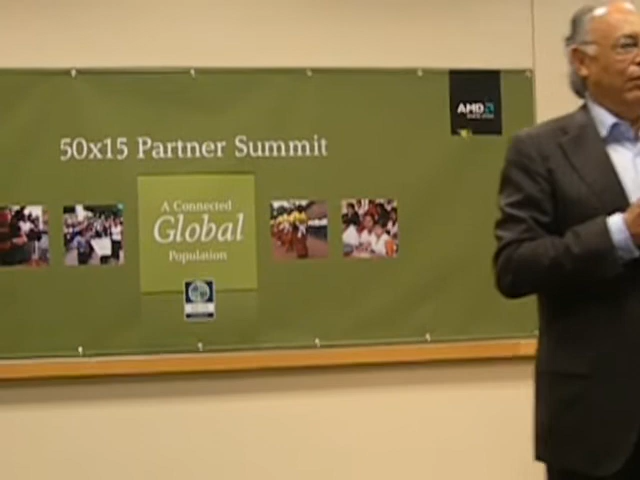 50x15 Partner Summit
AMD
A Connected
Global
Population